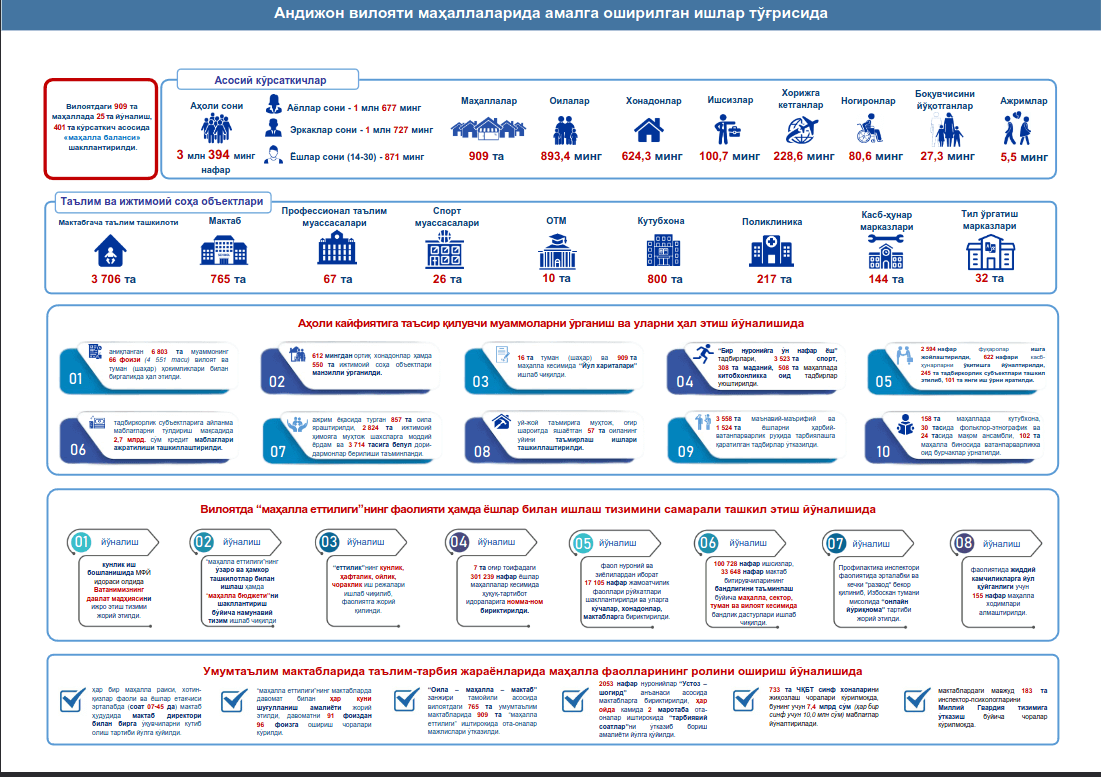 Андижон вилояти маҳаллаларида амалга оширилган ишлар тўғрисида
Вилоятдаги 909 та
маҳаллада 25 та йўналиш,
401 та кўрсаткич асосида
«маҳалла баланси»
шакллантирилди.
Асосий кўрсаткичлар
Аҳоли сони
3 млн 394 минг
нафар
Аёллар сони - 1 млн 677 минг
Эркаклар сони - 1 млн 727 минг
Ёшлар сони (14-30) - 871 минг
Маҳаллалар
909 та
Оилалар
893,4 минг
Хонадонлар
624,3 минг
Ишсизлар
100,7 минг
Хорижга
кетганлар
228,6 минг
Ногиронлар
80,6 минг
Боқувчисини
йўқотганлар
27,3 минг
Ажримлар
5,5 минг
Таълим ва ижтимоий соҳа объектлари
Мактабгача таълим ташкилоти
3 706 та
Мактаб
765 та
Профессионал таълим
муассасалари
67 та
Спорт
муассасалари
26 та
ОТМ
10 та
Кутубхона
800 та
Поликлиника
217 та
Касб-ҳунар
марказлари
144 та
Тил ўргатиш
марказлари
32 та
Аҳоли кайфиятига таъсир қилувчи муаммоларни ўрганиш ва уларни ҳал этиш йўналишида
01
аниқланган 6 803 та муаммонинг
66 фоизи (4 551 таси) вилоят ва
туман (шаҳар) ҳокимликлари билан
биргаликда ҳал этилди.
02
612 мингдан ортиқ хонадонлар ҳамда
550 та ижтимоий соҳа объектлари
манзилли ўрганилди.
03
16 та туман (шаҳар) ва 909 та
маҳалла кесимида "Йўл хариталари"
ишлаб чиқилди.
04
"Бир нуронийга ўн нафар ёш"
тадбирлари, 3 523 та спорт,
308 та маданий, 508 та маҳаллада
китобхонликка оид тадбирлар
уюштирилди.
05
2 594 нафар фуқаролар ишга
жойлаштирилди, 622 нафари касб-
ҳунарларни ўқитишга йўналтирилди,
245 та тадбиркорлик субъектлари ташкил
этилиб, 101 та янги иш ўрни яратилди.
06
тадбиркорлик субъектларига айланма
маблағларни тўлдириш мақсадида
2,7 млрд. сум кредит маблағлари
ажратилиши ташкиллаштирилди.
07
ажрим ёқасида турган 857 та оила
яраштирилди, 2 824 та ижтимоий
ҳимояга муҳтож шахсларга моддий
ёрдам ва 3 714 тасига бепул дори-
дармонлар берилиши таъминланди.
08
уй-жой таъмирига муҳтож, оғир
шароитда яшаётган 57 та оиланинг
уйини таъмирлаш ишлари
ташкиллаштирилди.
09
3 558 та маънавий-маърифий ва
1 524 та ёшларни ҳарбий-
ватанпарварлик руҳида тарбиялашга
қаратилган тадбирлар ўтказилди.
10
158 та маҳаллада кутубхона,
38 тасида фольклор-этнографик ва
24 тасида мақом ансамбли, 102 та
маҳалла биносида ватанпарварликка
оид бурчаклар ўрнатилди.
Вилоятда "маҳалла еттилиги"нинг фаолияти ҳамда ёшлар билан ишлаш тизимини самарали ташкил этиш йўналишида
01 йўналиш
кунлик иш
бошланишида МФЙ
идораси олдида
Ватанимизнинг
давлат мадҳиясини
ижро этиш тизими
жорий этилди.
02 йўналиш
"маҳалла еттилиги"нинг
ўзаро ва ҳамкор
ташкилотлар билан
ишлаш ҳамда
"маҳалла бюджети"ни
шакллантириш
бўйича намунавий
тизим ишлаб чиқилди
03 йўналиш
"еттилик"нинг кунлик,
ҳафталик, ойлик,
чораклик иш режалари
ишлаб чиқилиб,
фаолиятга жорий
қилинди.
04 йўналиш
7 та оғир тоифадаги
301 239 нафар ёшлар
маҳаллалар кесимида
ҳуқуқ-тартибот
идораларига номма-ном
бириктирилди.
05 йўналиш
фаол нуроний ва
зиёлилардан иборат
17 105 нафар жамоатчилик
фаоллари рўйхатлари
шакллантирилди ва уларга
кўчалар, хонадонлар,
мактабларга бириктирилди.
06 йўналиш
100 728 нафар ишсизлар,
33 648 нафар мактаб
битирувчиларининг
бандлигини таъминлаш
бўйича маҳалла, сектор,
туман ва вилоят кесимида
бандлик дастурлари ишлаб
чиқилди.
07 йўналиш
Профилактика инспектори
фаолиятида эрталабки ва
кечки "развод" бекор
қилиниб, Избоскан тумани
мисолида "онлайн
йўриқнома" тартиби
жорий этилди.
08 йўналиш
фаолиятида жиддий
камчиликларга йўл
қўйганлиги учун
155 нафар маҳалла
ходимлари
алмаштирилди.
Умумтаълим мактабларида таълим-тарбия жараёнларида маҳалла фаолларининг ролини ошириш йўналишида
ҳар бир маҳалла раиси, хотин-
қизлар фаоли ва ёшлар етакчиси
эрталабда (соат 07-45 да) мактаб
ҳудудида мактаб директори
билан бирга ўқувчиларни кутиб
олиш тартиби йўлга қўйилди.
"маҳалла еттилиги"нинг мактабларда
давомат билан ҳар куни
шуғулланиш амалиёти жорий
этилди, давоматни 91 фоиздан
96 фоизга ошириш чоралари
кўрилди.
"Оила – маҳалла – мактаб"
занжири тамойили асосида
вилоятдаги 765 та умумтаълим
мактабларида 909 та "маҳалла
еттилиги" иштирокида ота-оналар
мажлислари ўтказилди.
2053 нафар нуронийлар "Устоз –
шогирд" анъанаси асосида
мактабларга бириктирилди, ҳар
ойда камида 2 маротаба ота-
оналар иштирокида "тарбиявий
соатлар"ни ўтказиб бориш
амалиёти йўлга қўйилди.
733 та ЧҚБТ синф хоналарини
жиҳозлаш чоралари кўрилмоқда,
бунинг учун 7,4 млрд сўм (ҳар бир
синф учун 10,0 млн сўм) маблағлар
йўналтирилди.
мактаблардаги мавжуд 183 та
инспектор-психологларини
Миллий Гвардия тизимига
ўтказиш бўйича чоралар
кўрилмоқда.